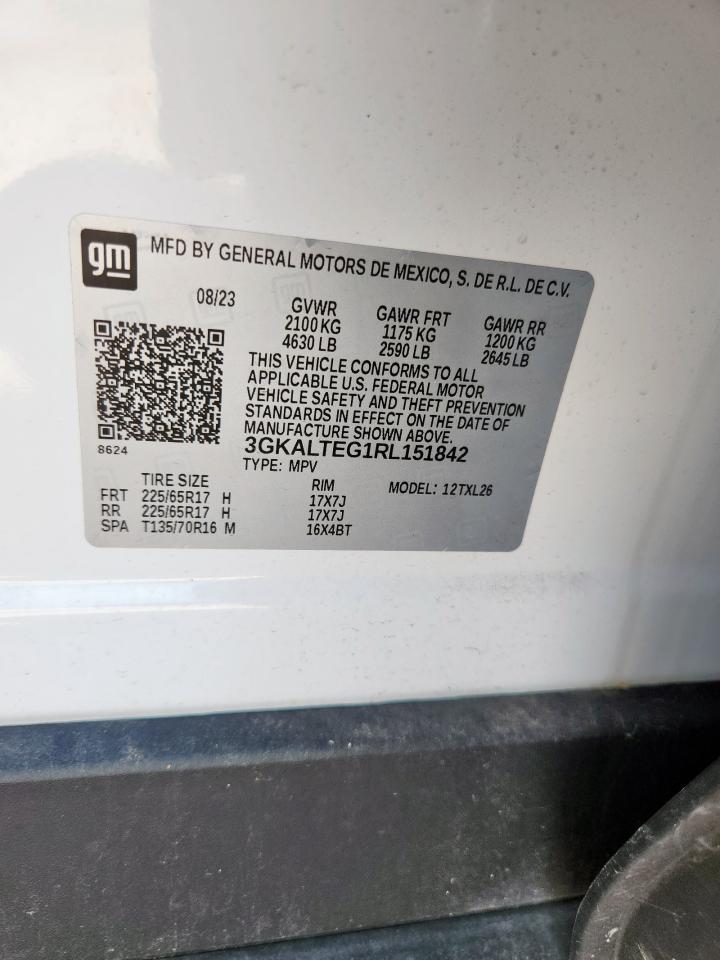 gm MFD BY GENERAL MOTORS DE MEXICO, S. DE R.L. DE C.V.
08/23 GVWR GAWR FRT GAWR RR
2100 KG 1175 KG 1200 KG
4630 LB 2590 LB 2645 LB
THIS VEHICLE CONFORMS TO ALL
APPLICABLE U.S. FEDERAL MOTOR
VEHICLE SAFETY AND THEFT PREVENTION
STANDARDS IN EFFECT ON THE DATE OF
MANUFACTURE SHOWN ABOVE.
8624 3GKALTEG1RL151842
TYPE: MPV
TIRE SIZE RIM MODEL: 12TXL26
FRT 225/65R17 H 17X7J
RR 225/65R17 H 17X7J
SPA T135/70R16 M 16X4BT